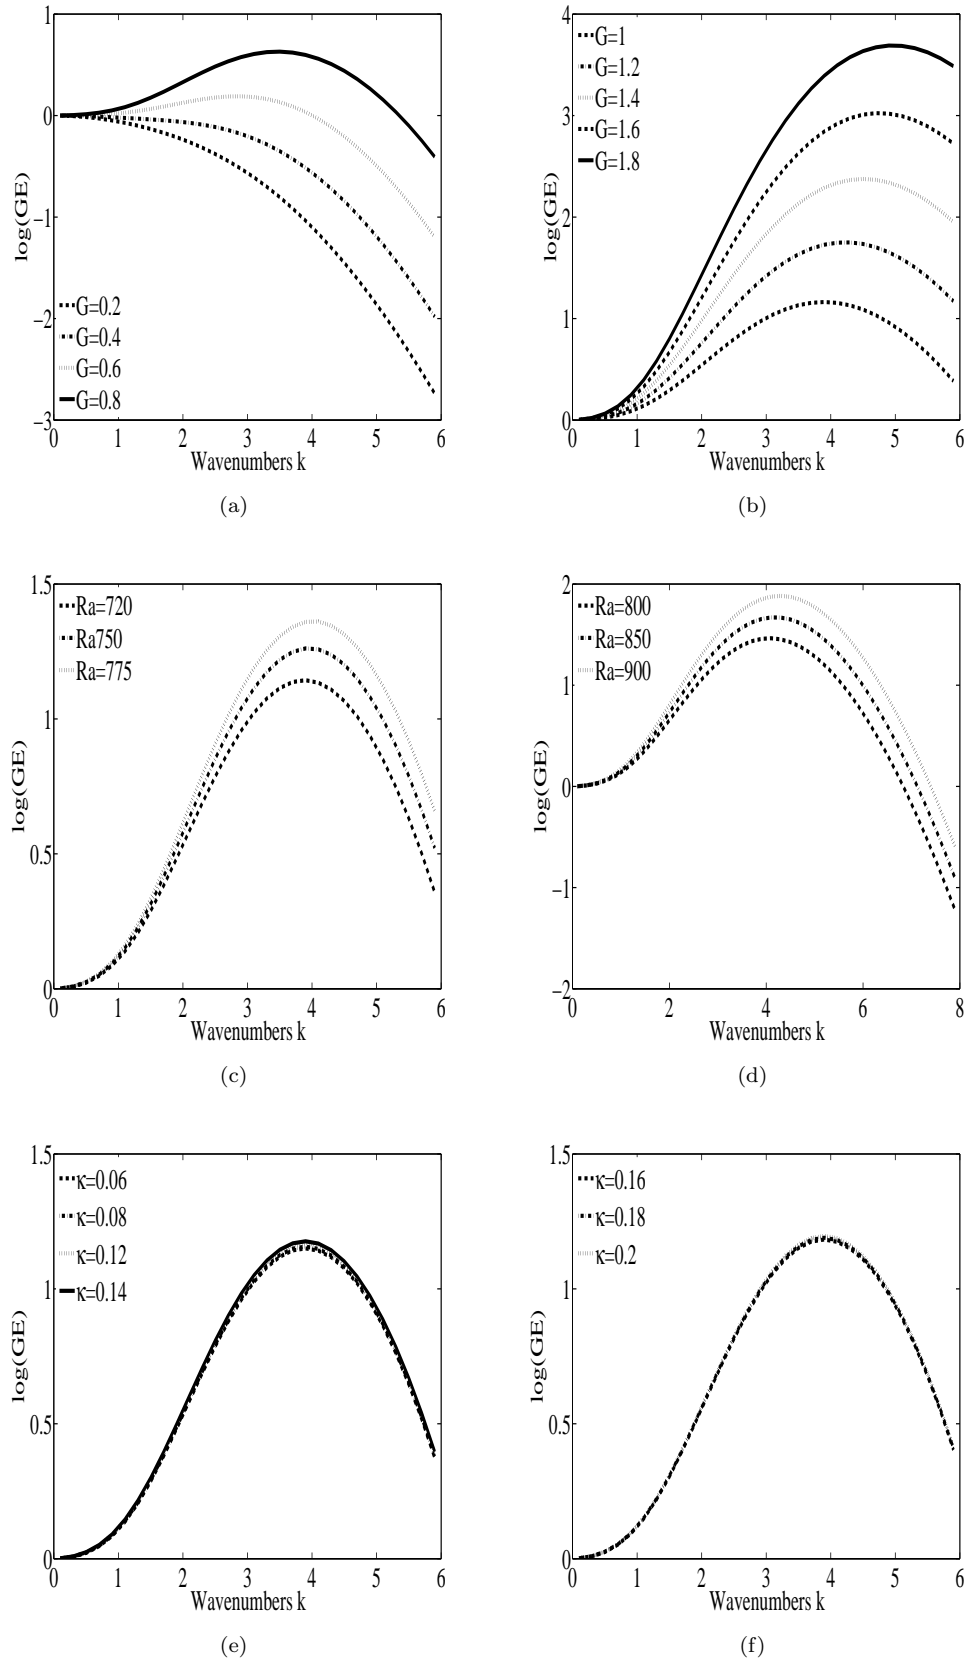 1
0
−1
−2
−3
0
1
2
3
4
5
6
log(GE)
Wavenumbers k
G=0.2
G=0.4
G=0.6
G=0.8
(a)
4
3
2
1
0
0
1
2
3
4
5
6
log(GE)
Wavenumbers k
G=1
G=1.2
G=1.4
G=1.6
G=1.8
(b)
1.5
1
0.5
0
0
1
2
3
4
5
6
log(GE)
Wavenumbers k
Ra=720
Ra750
Ra=775
(c)
2
1
0
−1
−2
0
2
4
6
8
log(GE)
Wavenumbers k
Ra=800
Ra=850
Ra=900
(d)
1.5
1
0.5
0
0
1
2
3
4
5
6
log(GE)
Wavenumbers k
κ=0.06
κ=0.08
κ=0.12
κ=0.14
(e)
1.5
1
0.5
0
0
1
2
3
4
5
6
log(GE)
Wavenumbers k
κ=0.16
κ=0.18
κ=0.2
(f)